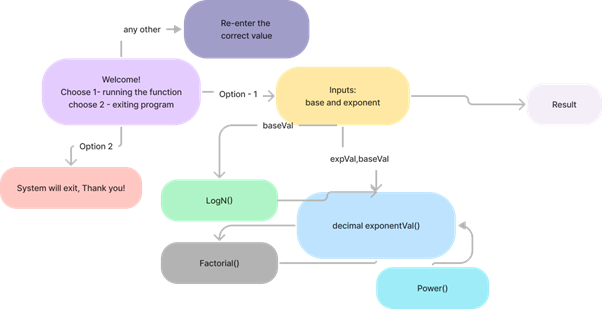 Re-enter the
correct value
any other
Welcome!
Choose 1- running the function
choose 2 - exiting program
Option - 1
Inputs:
base and exponent
Result
baseVal
Option 2
expVal,baseVal
System will exit, Thank you!
LogN()
decimal exponentVal()
Factorial()
Power()